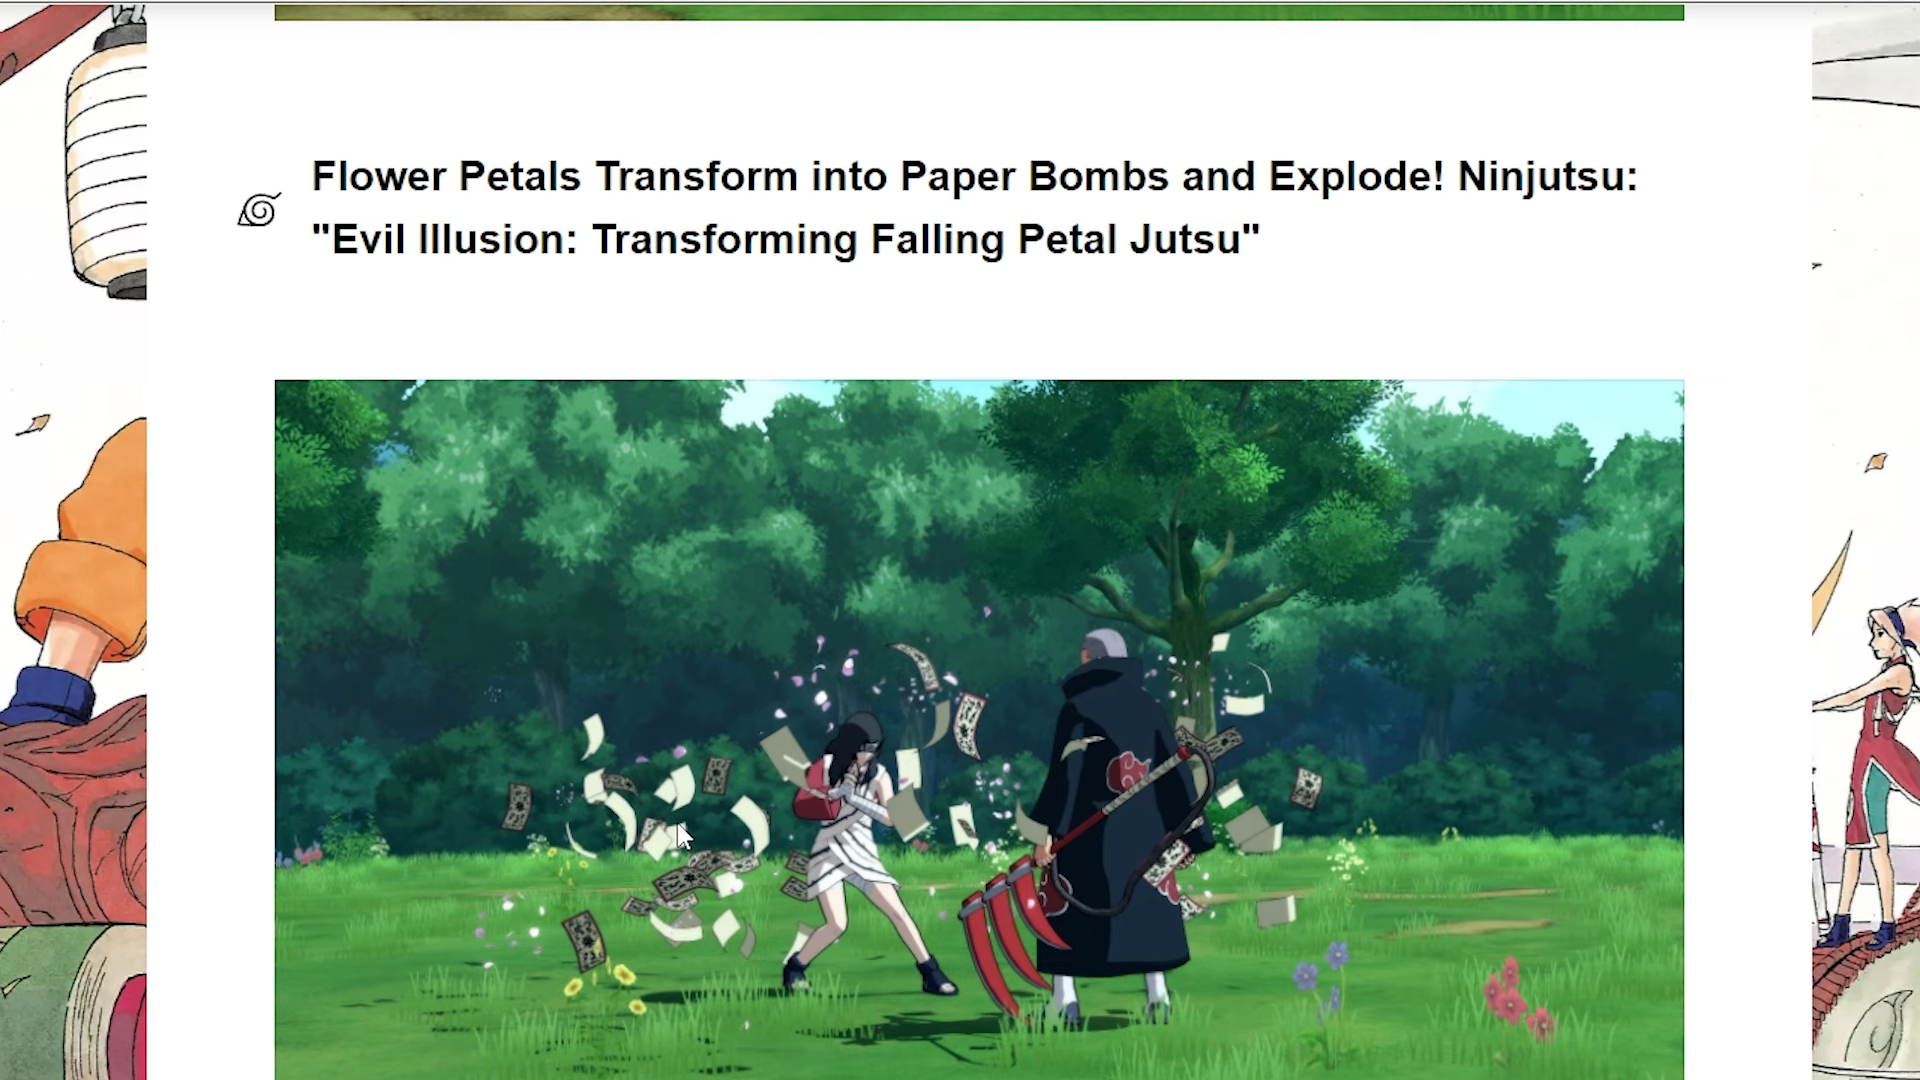 Flower Petals Transform into Paper Bombs and Explode! Ninjutsu:
"Evil Illusion: Transforming Falling Petal Jutsu"